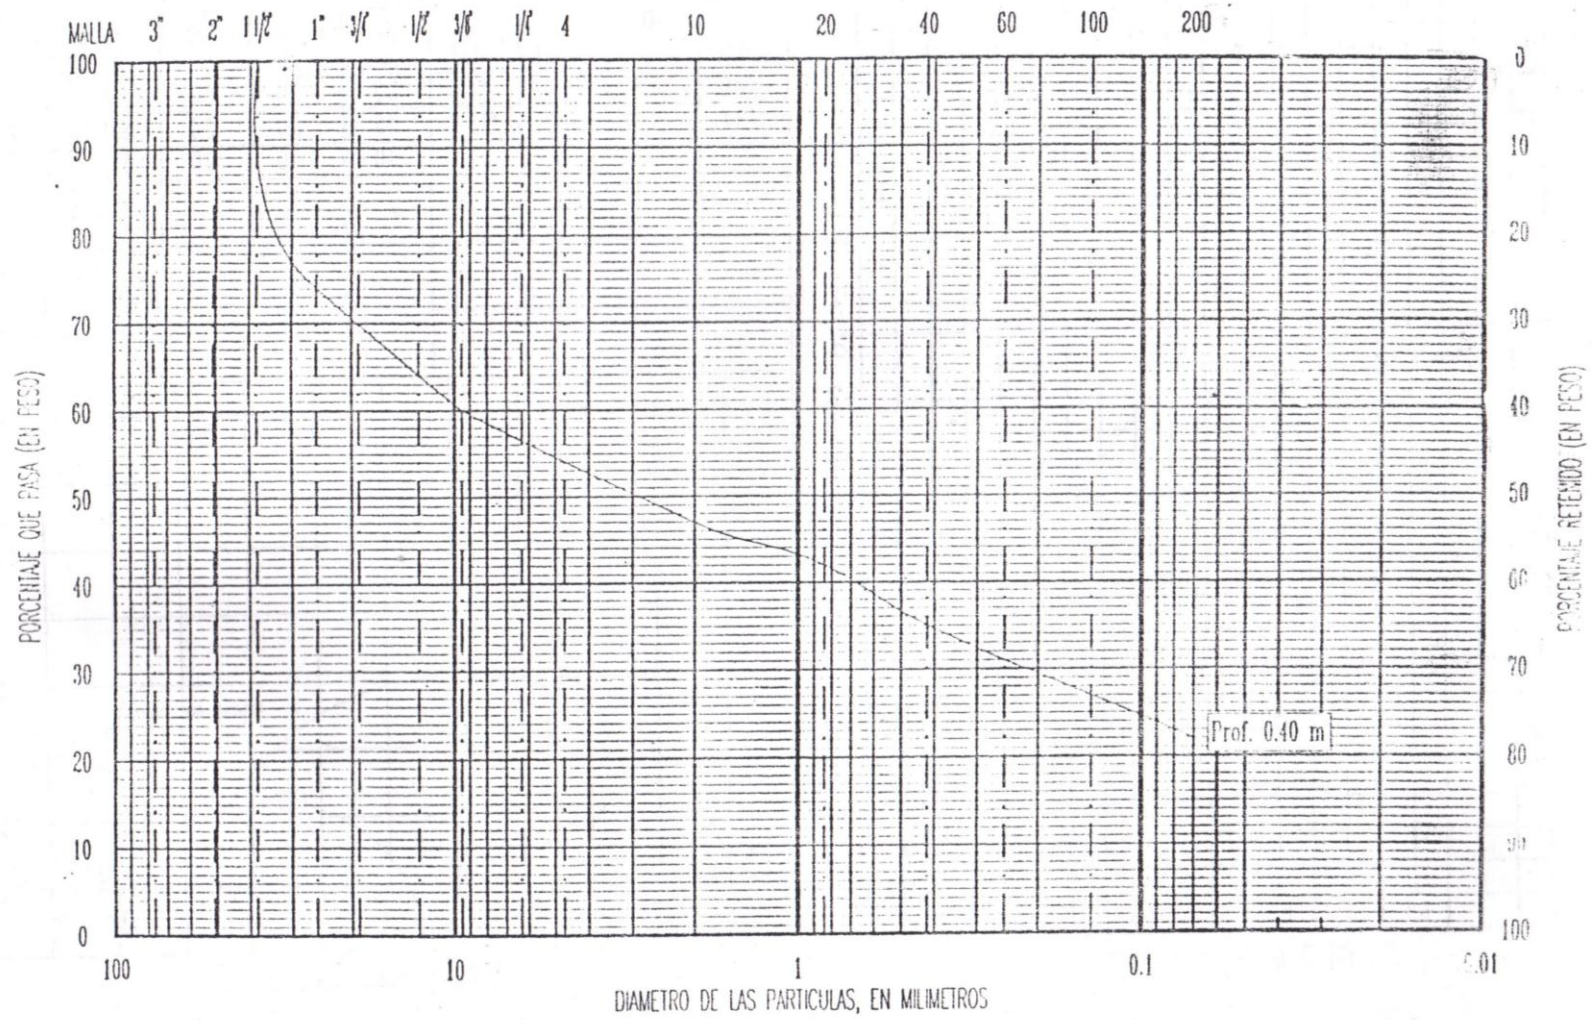 MALLA 3" 2" 1 1/2" 1" 3/4" 1/2" 3/8" 1/4" 4 10 20 40 60 100 200
100 0
90 10
80 20
70 30
60 40
50 50
40 60
30 70
Prof. 0.40 m
20 80
10 90
0 100
PORCENTAJE QUE PASA (EN PESO)
PORCENTAJE RETENIDO (EN PESO)
100 10 1 0.1 0.01
DIAMETRO DE LAS PARTICULAS, EN MILIMETROS